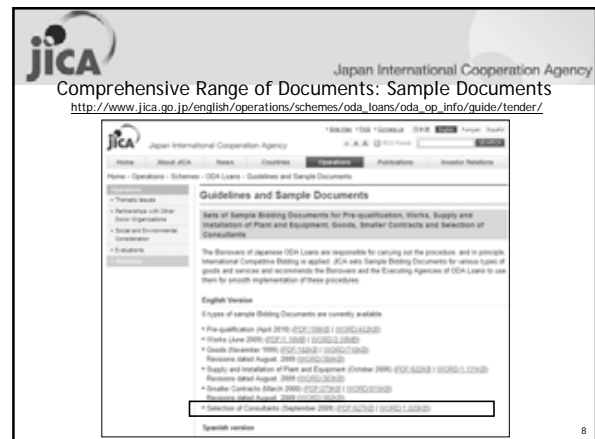 jICA
Japan International Cooperation Agency
Comprehensive Range of Documents: Sample Documents
http://www.jica.go.jp/english/operations/schemes/oda_loans/oda_op_info/guide/tender/
jICA Japan International Cooperation Agency
Home About JICA News Countries Operations Publications Investor Relations
Home › Operations › Schemes › ODA Loans › Guidelines and Sample Documents
Operations
Thematic Issues
Partnerships with Other
Donor Organizations
Social and Environmental
Consideration
Evaluations
Guidelines and Sample Documents
Sets of Sample Bidding Documents for Pre-qualification, Works, Supply and
Installation of Plant and Equipment, Goods, Smaller Contracts and Selection of
Consultants
The Borrowers of Japanese ODA Loans are responsible for carrying out the procedure, and in principle,
International Competitive Bidding is applied. JICA sets Sample Bidding Documents for various types of
goods and services and recommends the Borrowers and the Executing Agencies of ODA Loans to use
them for smooth implementation of these procedures.
English Version
6 types of sample Bidding Documents are currently available
• Pre-qualification (April 2010)
• Works (June 2009)
• Goods (November 1999)
Revisions dated August, 2009
• Supply and Installation of Plant and Equipment (October 2006)
Revisions dated August, 2009
• Smaller Contracts (March 2000)
Revisions dated August, 2009
• Selection of Consultants (September 2009)
Spanish version
8